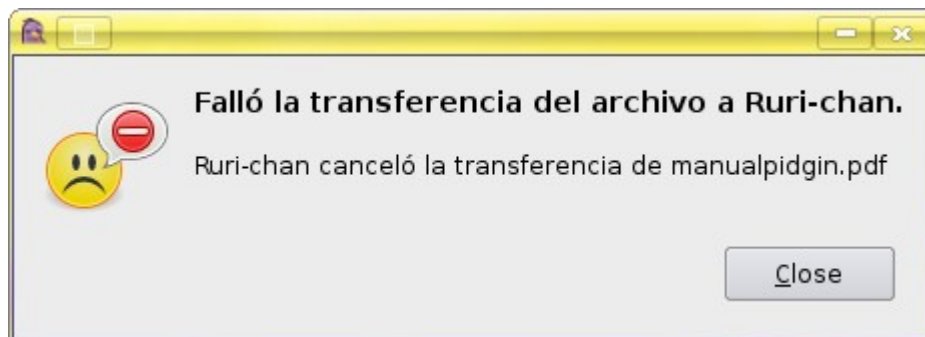 Falló la transferencia del archivo a Ruri-chan.
Ruri-chan canceló la transferencia de manualpidgin.pdf
Close